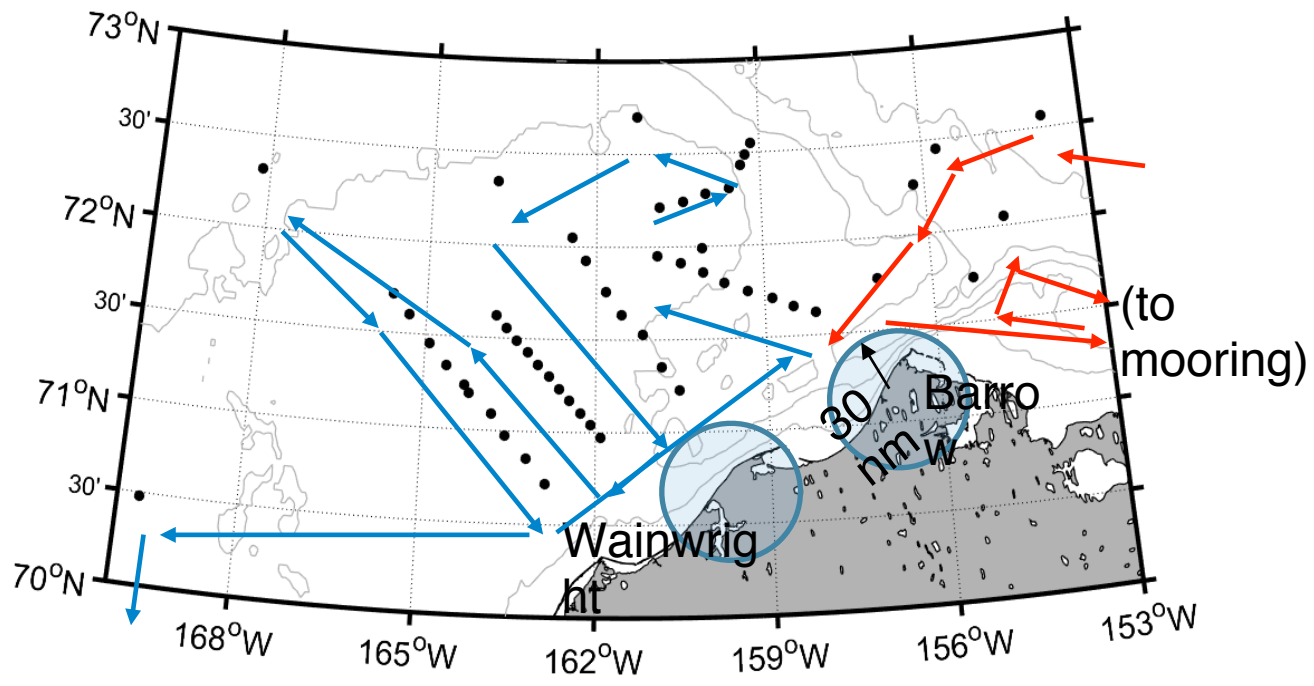 73°N
30'
72°N
30'
71°N
30'
70°N
(to
mooring)
Barro
w
30
nm
Wainwrig
ht
168°W
165°W
162°W
159°W
156°W
153°W